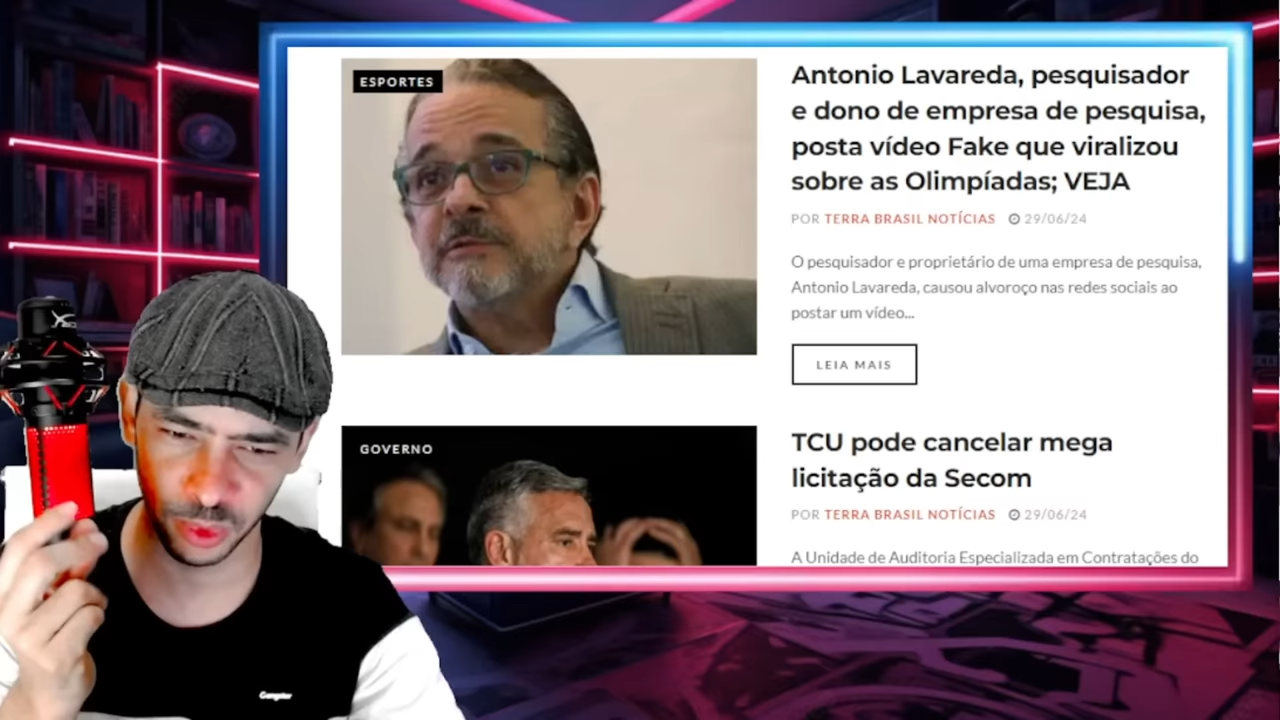 ESPORTES
Antonio Lavareda, pesquisador
e dono de empresa de pesquisa,
posta vídeo Fake que viralizou
sobre as Olimpíadas; VEJA
POR TERRA BRASIL NOTÍCIAS 29/06/24
O pesquisador e proprietário de uma empresa de pesquisa,
Antonio Lavareda, causou alvoroço nas redes sociais ao
postar um vídeo...
LEIA MAIS
GOVERNO
TCU pode cancelar mega
licitação da Secom
POR TERRA BRASIL NOTÍCIAS 29/06/24
A Unidade de Auditoria Especializada em Contratações do